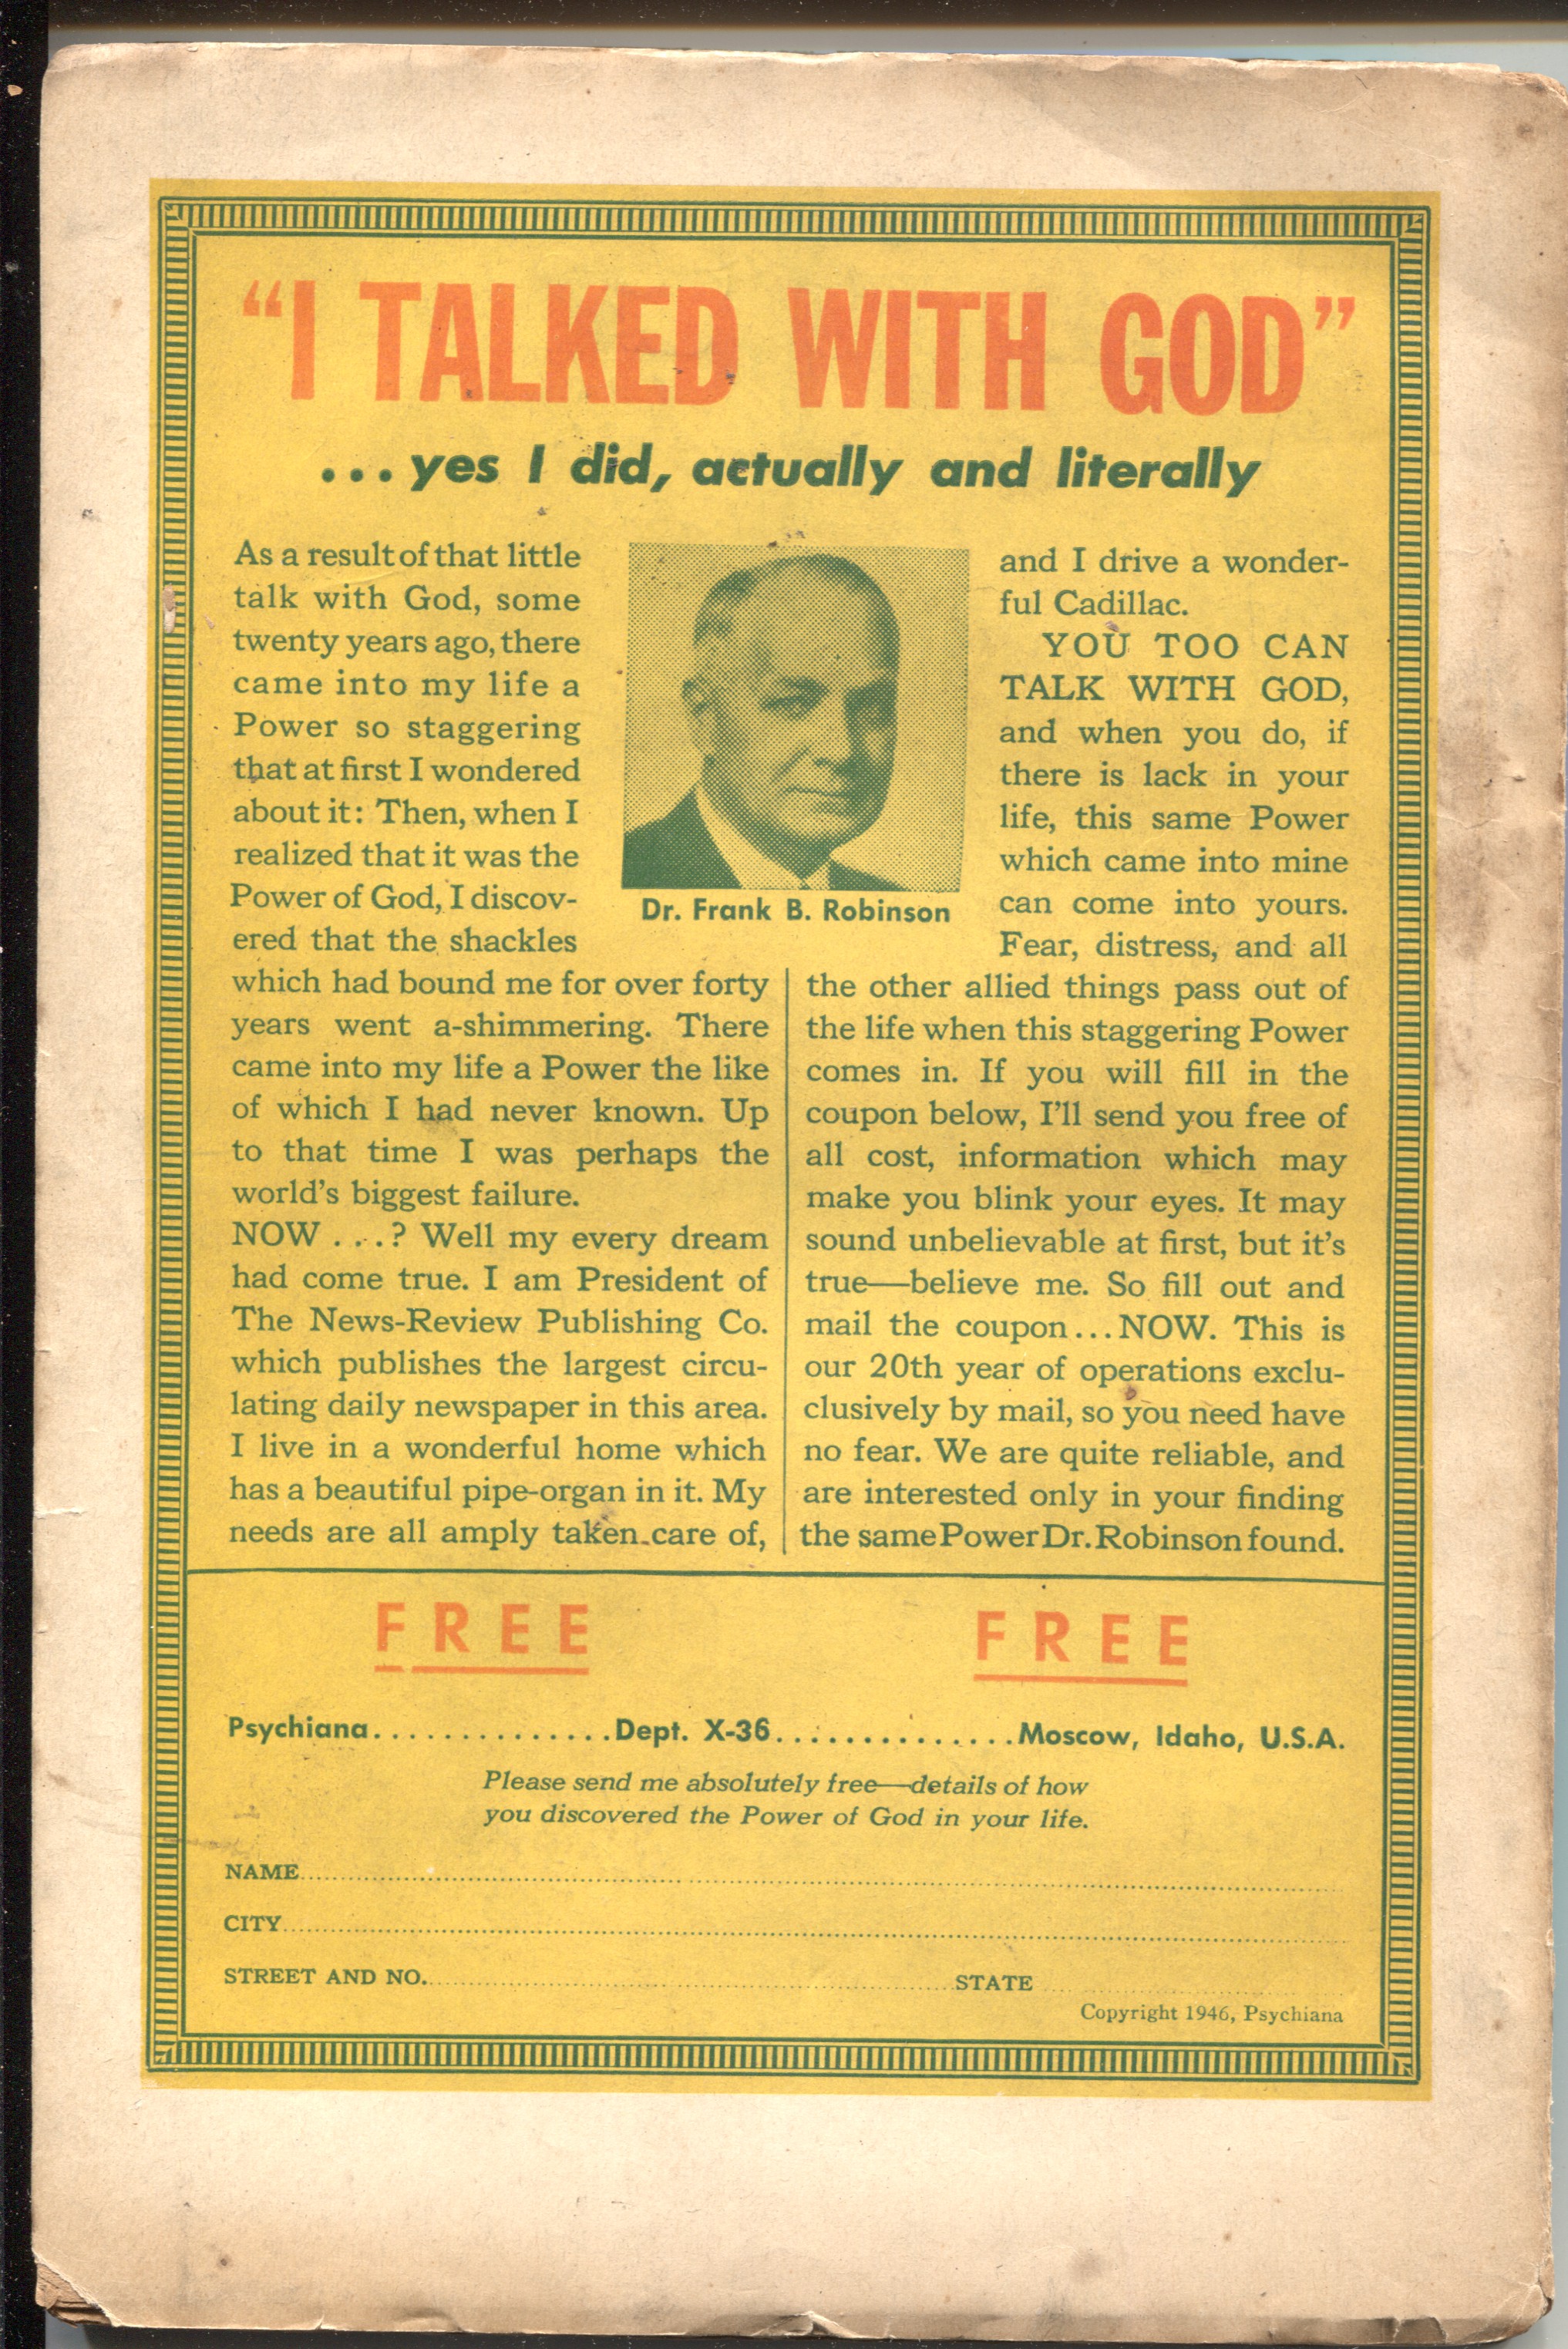 “I TALKED WITH GOD”
...yes I did, actually and literally
As a result of that little
talk with God, some
twenty years ago, there
came into my life a
Power so staggering
that at first I wondered
about it: Then, when I
realized that it was the
Power of God, I discov-
ered that the shackles
which had bound me for over forty
years went a-shimmering. There
came into my life a Power the like
of which I had never known. Up
to that time I was perhaps the
world’s biggest failure.
NOW ...? Well my every dream
had come true. I am President of
The News-Review Publishing Co.
which publishes the largest circu-
lating daily newspaper in this area.
I live in a wonderful home which
has a beautiful pipe-organ in it. My
needs are all amply taken care of,
Dr. Frank B. Robinson
and I drive a wonder-
ful Cadillac.
YOU TOO CAN
TALK WITH GOD,
and when you do, if
there is lack in your
life, this same Power
which came into mine
can come into yours.
Fear, distress, and all
the other allied things pass out of
the life when this staggering Power
comes in. If you will fill in the
coupon below, I’ll send you free of
all cost, information which may
make you blink your eyes. It may
sound unbelievable at first, but it’s
true—believe me. So fill out and
mail the coupon...NOW. This is
our 20th year of operations exclu-
clusively by mail, so you need have
no fear. We are quite reliable, and
are interested only in your finding
the same Power Dr. Robinson found.
FREE FREE
Psychiana..............Dept. X-36..............Moscow, Idaho, U.S.A.
Please send me absolutely free—details of how
you discovered the Power of God in your life.
NAME
CITY
STREET AND NO. STATE
Copyright 1946, Psychiana